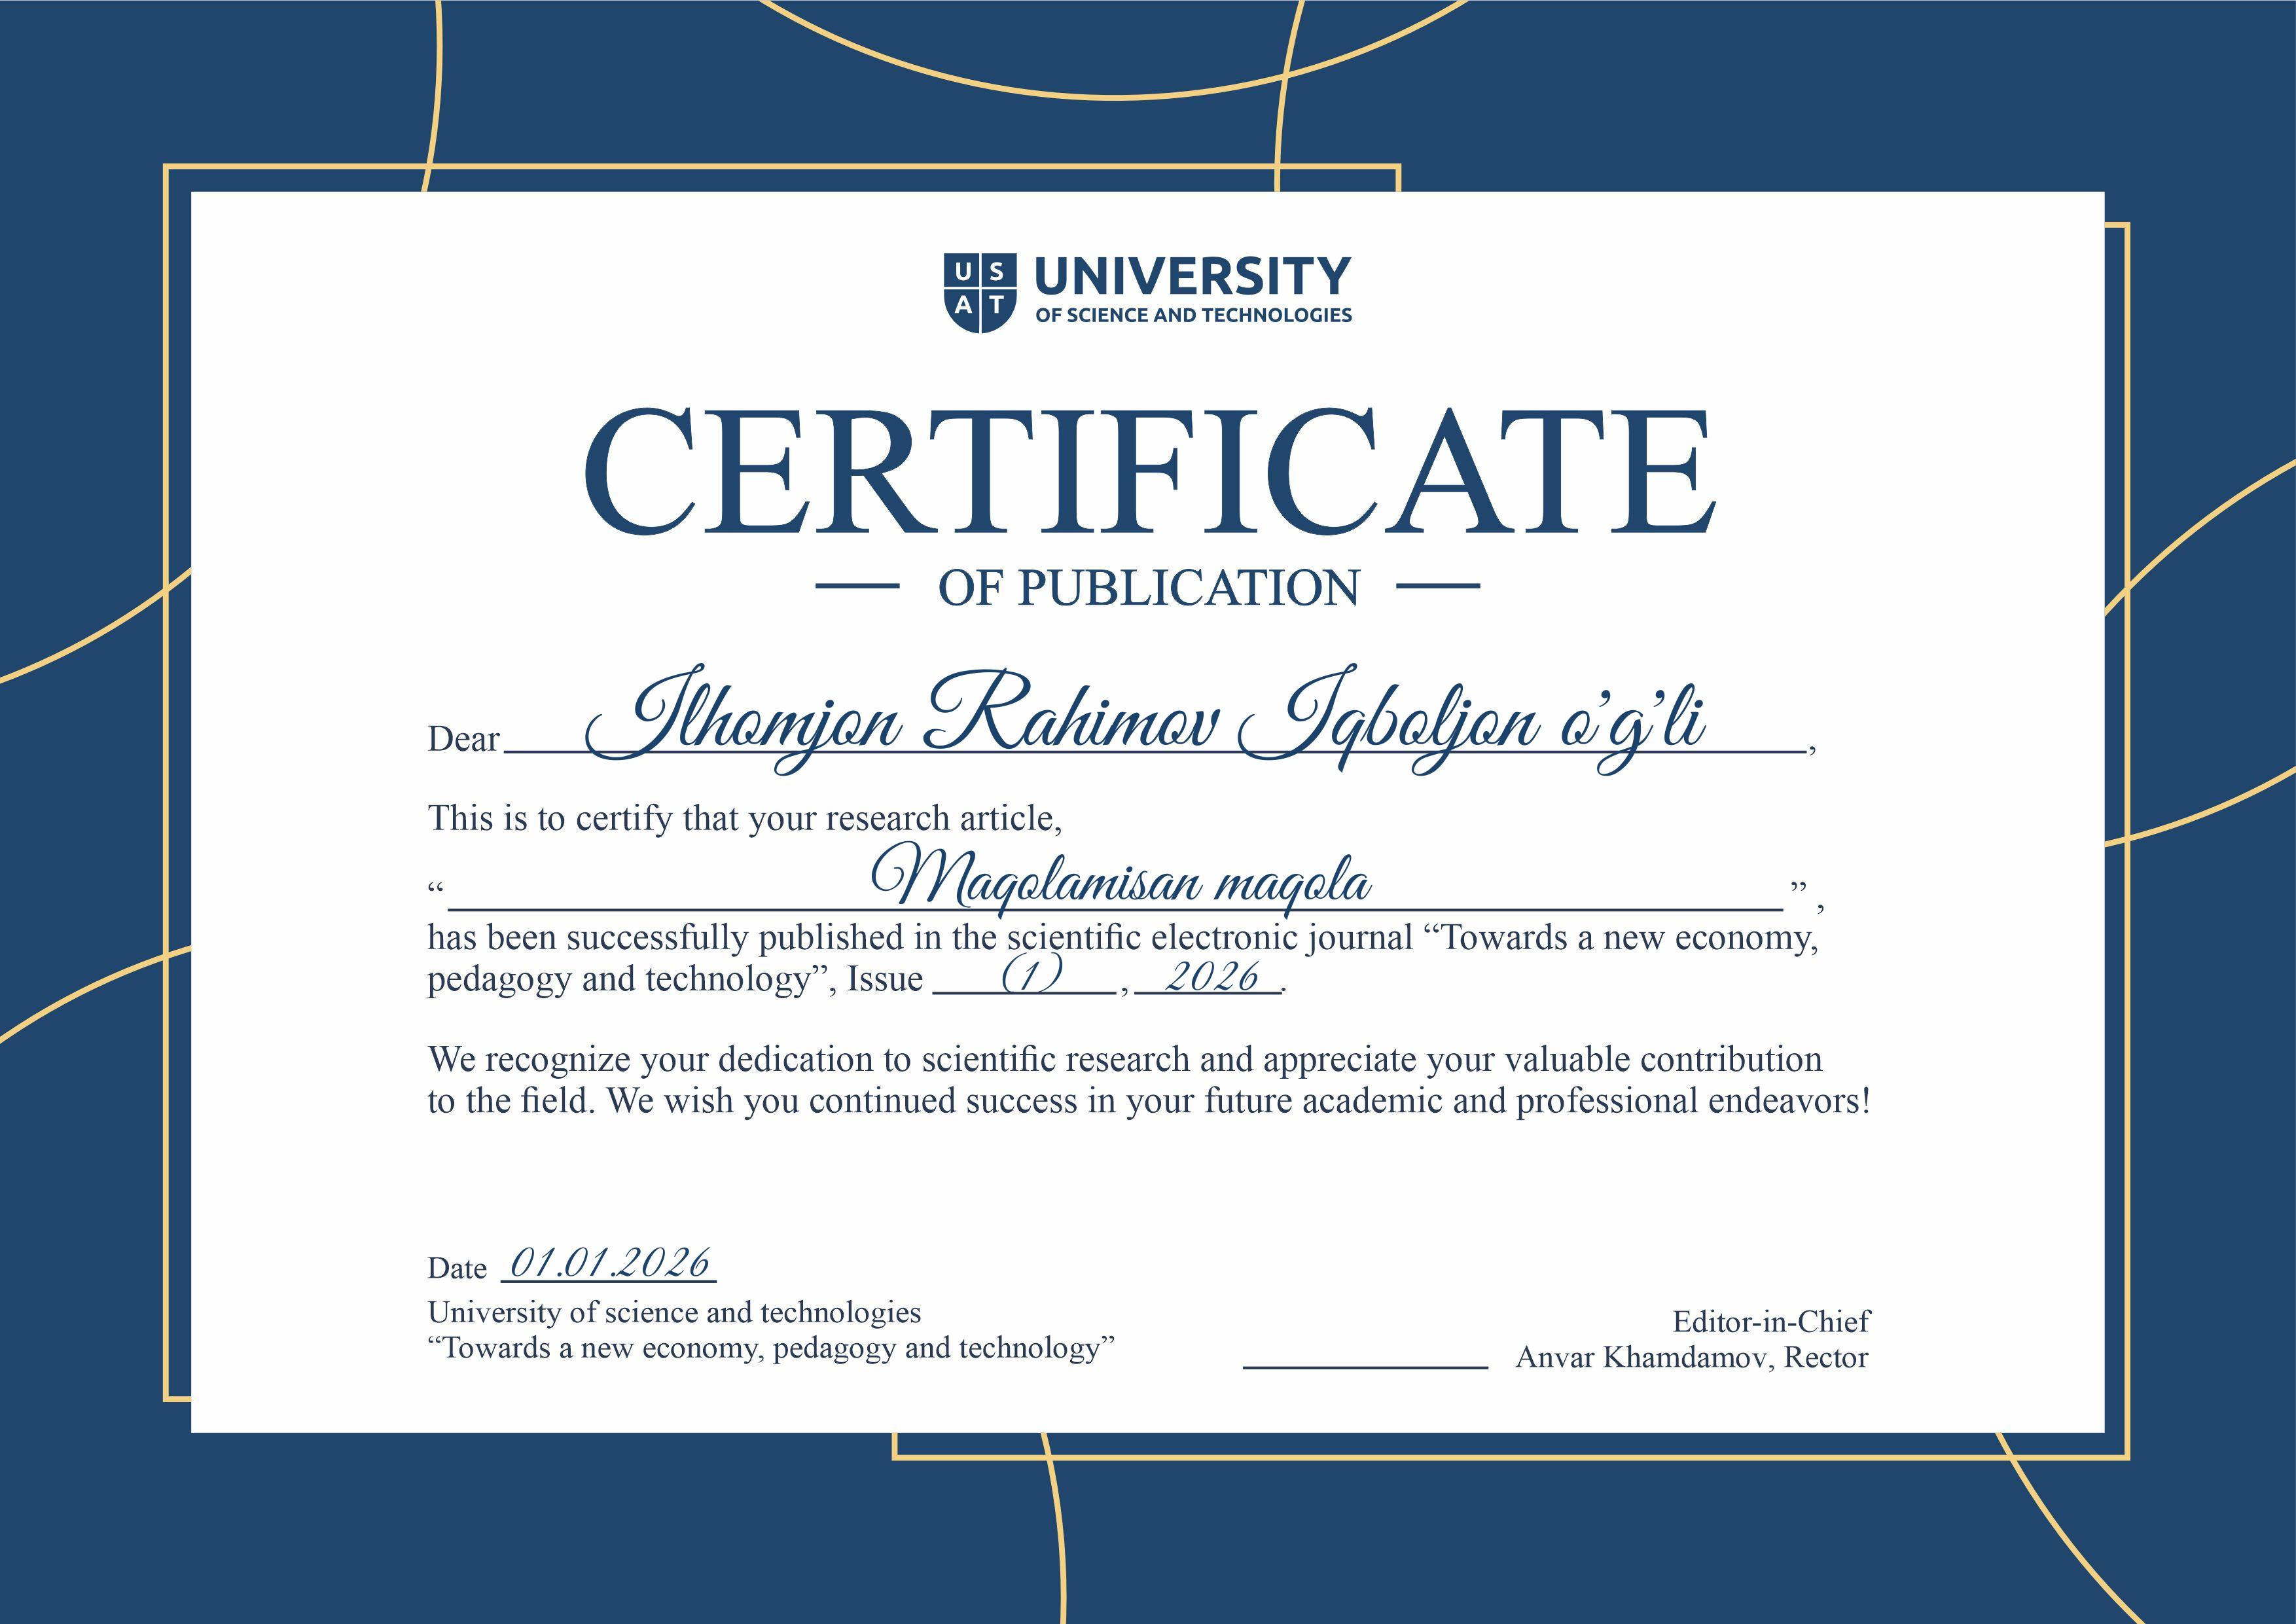 U S
A T
UNIVERSITY
OF SCIENCE AND TECHNOLOGIES
CERTIFICATE
OF PUBLICATION
Dear Ilhomjon Rahimov Iqboljon o’g’li,
This is to certify that your research article,
“Maqolamisan maqola”,
has been successfully published in the scientific electronic journal “Towards a new economy,
pedagogy and technology”, Issue (1), 2026.
We recognize your dedication to scientific research and appreciate your valuable contribution
to the field. We wish you continued success in your future academic and professional endeavors!
Date 01.01.2026
University of science and technologies
“Towards a new economy, pedagogy and technology”
Editor-in-Chief
Anvar Khamdamov, Rector